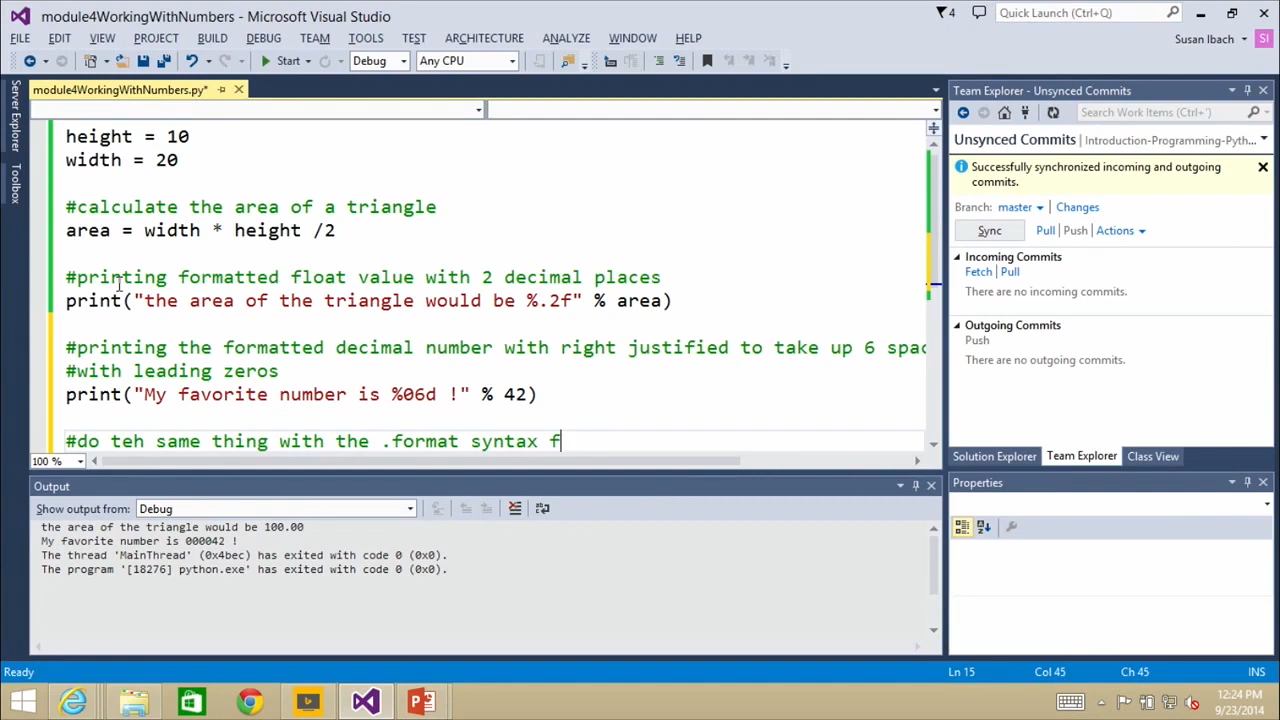 module4WorkingWithNumbers - Microsoft Visual Studio
4
Quick Launch (Ctrl+Q)
FILE EDIT VIEW PROJECT BUILD DEBUG TEAM TOOLS TEST ARCHITECTURE ANALYZE WINDOW HELP
Susan Ibach
SI
Start
Debug
Any CPU
Server Explorer
Toolbox
module4WorkingWithNumbers.py*
height = 10
width = 20
#calculate the area of a triangle
area = width * height /2
#printing formatted float value with 2 decimal places
print("the area of the triangle would be %.2f" % area)
#printing the formatted decimal number with right justified to take up 6 spac
#with leading zeros
print("My favorite number is %06d !" % 42)
#do teh same thing with the .format syntax f
100 %
Output
Show output from: Debug
the area of the triangle would be 100.00
My favorite number is 000042 !
The thread 'MainThread' (0x4bec) has exited with code 0 (0x0).
The program '[18276] python.exe' has exited with code 0 (0x0).
Team Explorer - Unsynced Commits
Search Work Items (Ctrl+')
Unsynced Commits | Introduction-Programming-Pyth...
Successfully synchronized incoming and outgoing
commits.
Branch: master Changes
Sync Pull Push Actions
Incoming Commits
Fetch | Pull
There are no incoming commits.
Outgoing Commits
Push
There are no outgoing commits.
Solution Explorer Team Explorer Class View
Properties
Ready
Ln 15
Col 45
Ch 45
INS
12:24 PM
9/23/2014